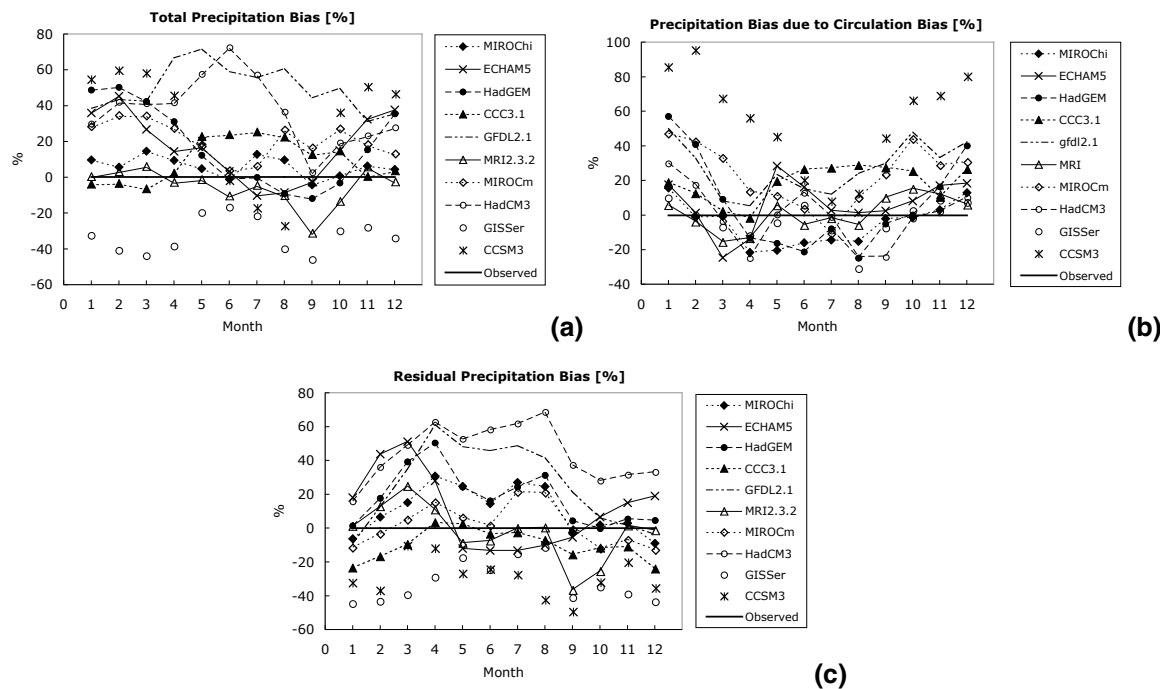 Total Precipitation Bias [%]
80
60
40
20
0
-20
-40
-60
%
0 1 2 3 4 5 6 7 8 9 10 11 12
Month
MIROChi
ECHAM5
HadGEM
CCC3.1
GFDL2.1
MRI2.3.2
MIROCm
HadCM3
GISSer
CCSM3
Observed
(a)
Precipitation Bias due to Circulation Bias [%]
100
80
60
40
20
0
-20
-40
%
0 1 2 3 4 5 6 7 8 9 10 11 12
Month
MIROChi
ECHAM5
HadGEM
CCC3.1
gfdl2.1
MRI
MIROCm
HadCM3
GISSer
CCSM3
Observed
(b)
Residual Precipitation Bias [%]
80
60
40
20
0
-20
-40
-60
%
0 1 2 3 4 5 6 7 8 9 10 11 12
Month
MIROChi
ECHAM5
HadGEM
CCC3.1
GFDL2.1
MRI2.3.2
MIROCm
HadCM3
GISSer
CCSM3
Observed
(c)